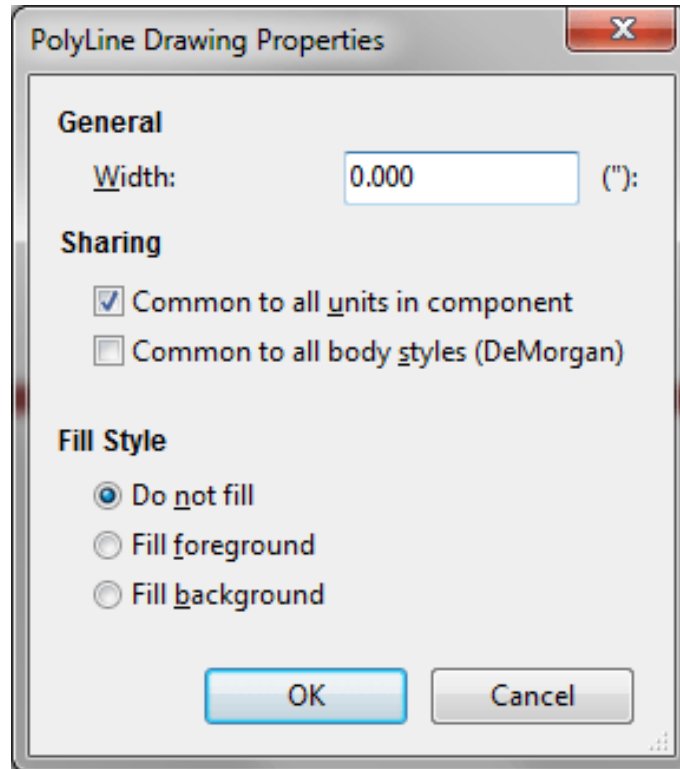 PolyLine Drawing Properties
General
Width: 0.000 ("):
Sharing
Common to all units in component
Common to all body styles (DeMorgan)
Fill Style
Do not fill
Fill foreground
Fill background
OK Cancel